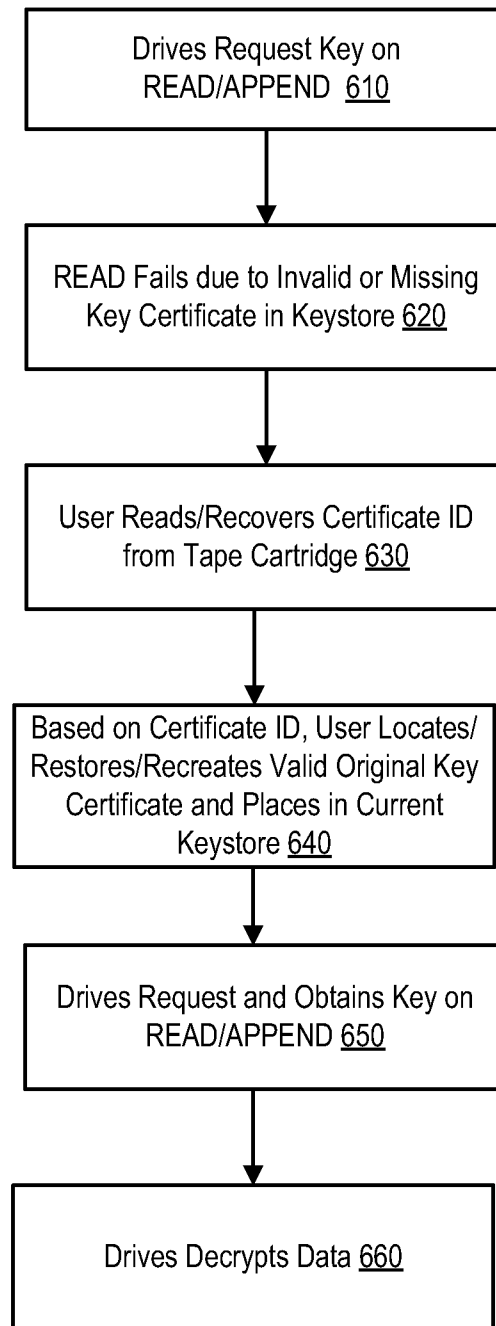 Drives Request Key on
READ/APPEND 610
READ Fails due to Invalid or Missing
Key Certificate in Keystore 620
User Reads/Recovers Certificate ID
from Tape Cartridge 630
Based on Certificate ID, User Locates/
Restores/Recreates Valid Original Key
Certificate and Places in Current
Keystore 640
Drives Request and Obtains Key on
READ/APPEND 650
Drives Decrypts Data 660